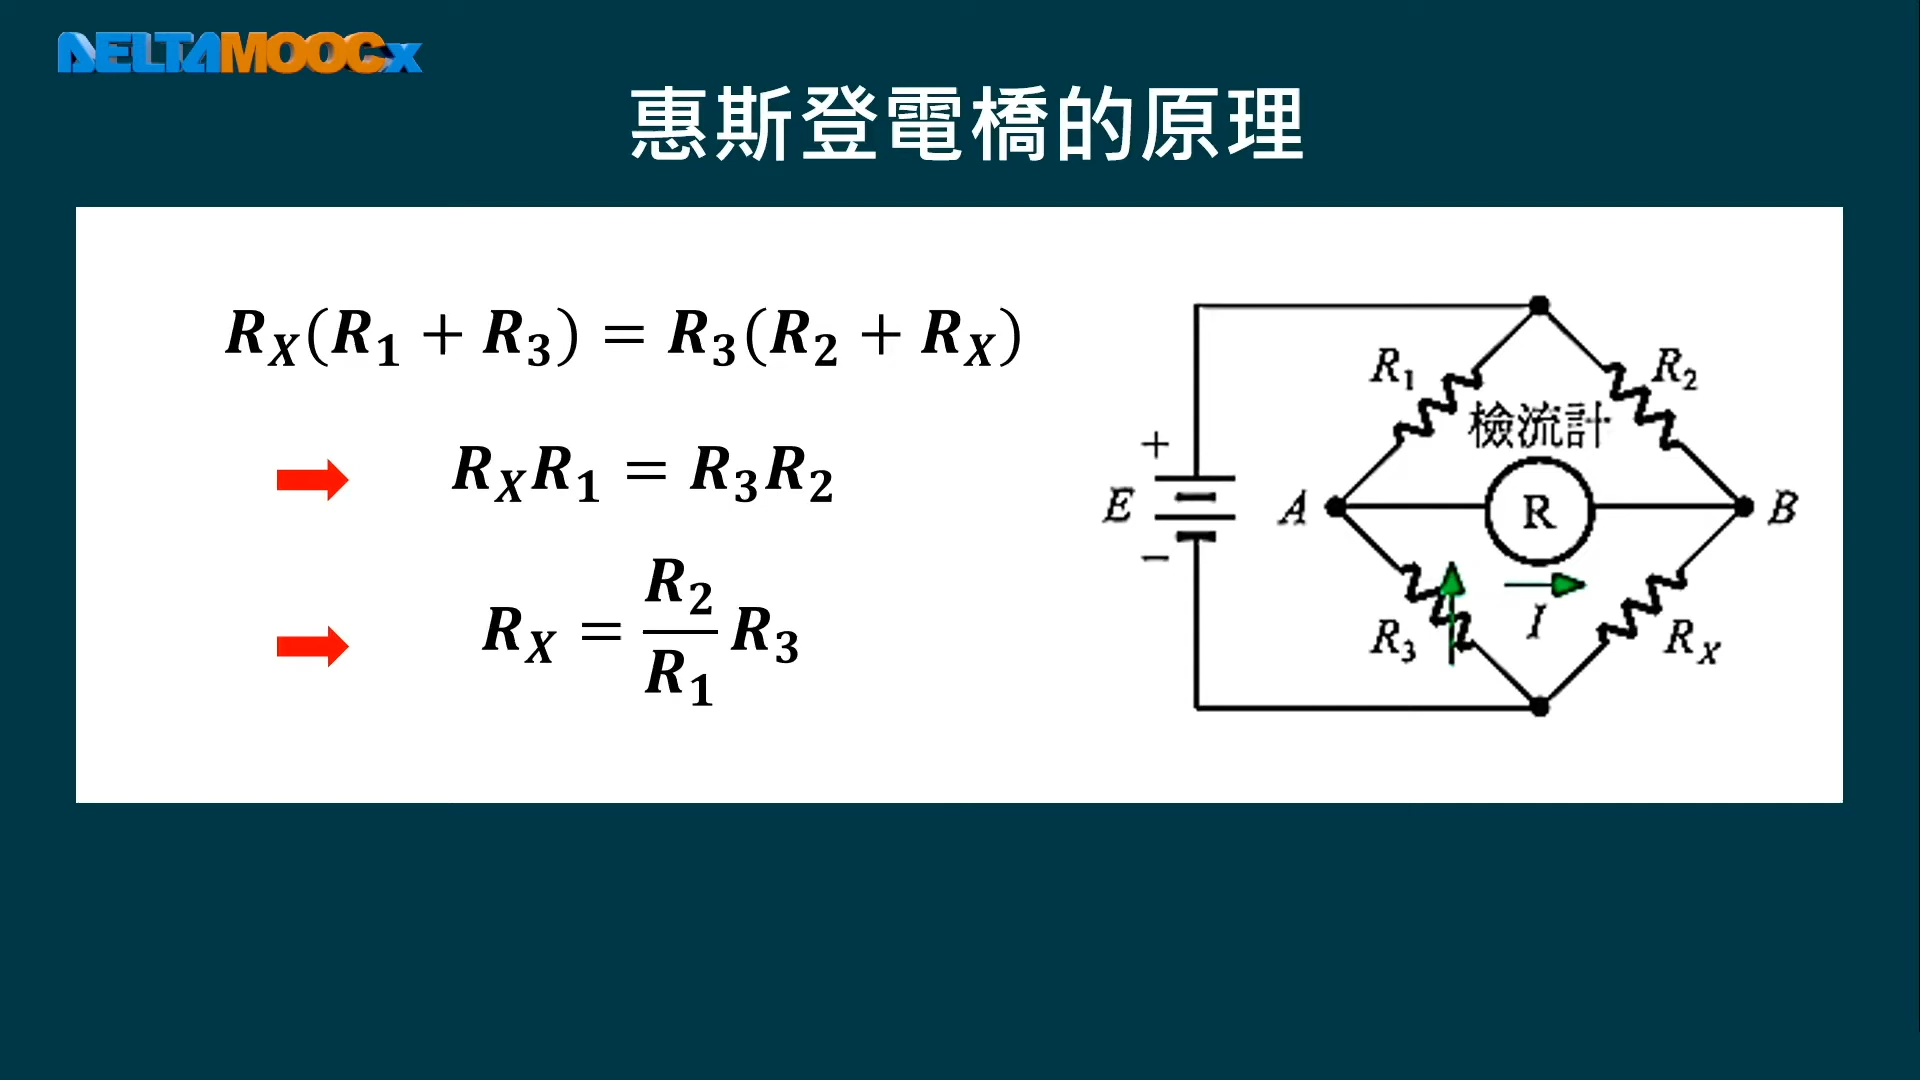 DELTAMOOCx
惠斯登電橋的原理
R_X(R_1 + R_3) = R_3(R_2 + R_X)
R_X R_1 = R_3 R_2
R_X = \frac{R_2}{R_1} R_3
R_1
R_2
檢流計
+
E
A
R
B
−
R_3
I
R_X